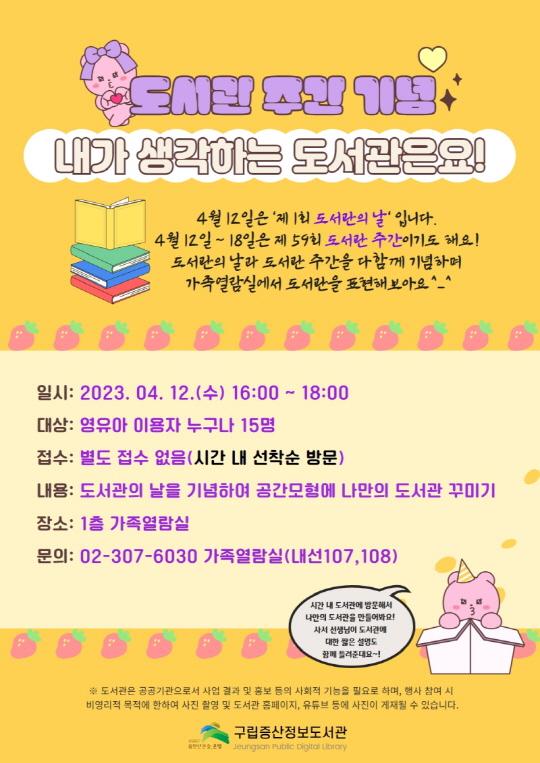 도서관 주간 기념
내가 생각하는 도서관은요!
4월 12일은 '제 1회 도서관의 날' 입니다.
4월 12일 ~ 18일은 제 59회 도서관 주간이기도 해요!
도서관의 날과 도서관 주간을 다함께 기념하며
가족열람실에서 도서관을 표현해보아요^_^
일시: 2023. 04. 12.(수) 16:00 ~ 18:00
대상: 영유아 이용자 누구나 15명
접수: 별도 접수 없음(시간 내 선착순 방문)
내용: 도서관의 날을 기념하여 공간모형에 나만의 도서관 꾸미기
장소: 1층 가족열람실
문의: 02-307-6030 가족열람실(내선107,108)
시간 내 도서관에 방문해서
나만의 도서관을 만들어봐요!
사서 선생님이 도서관에
대한 짧은 설명도
함께 들려준대요~!
※ 도서관은 공공기관으로서 사업 결과 및 홍보 등의 사회적 기능을 필요로 하며, 행사 참여 시
비영리적 목적에 한하여 사진 촬영 및 도서관 홈페이지, 유튜브 등에 사진이 게재될 수 있습니다.
구립증산정보도서관
Jeungsan Public Digital Library